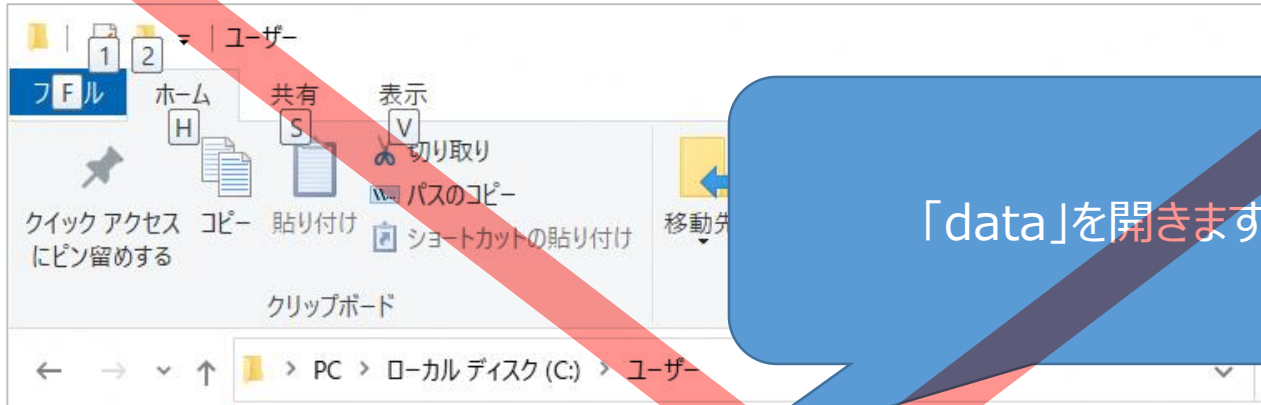 ユーザー
1 2
フ F ル ホーム 共有 表示
H S V
切り取り
パスのコピー
ショートカットの貼り付け
クイック アクセス
にピン留めする
コピー
貼り付け
移動先
クリップボード
「data」を開きます
PC > ローカル ディスク (C:) > ユーザー